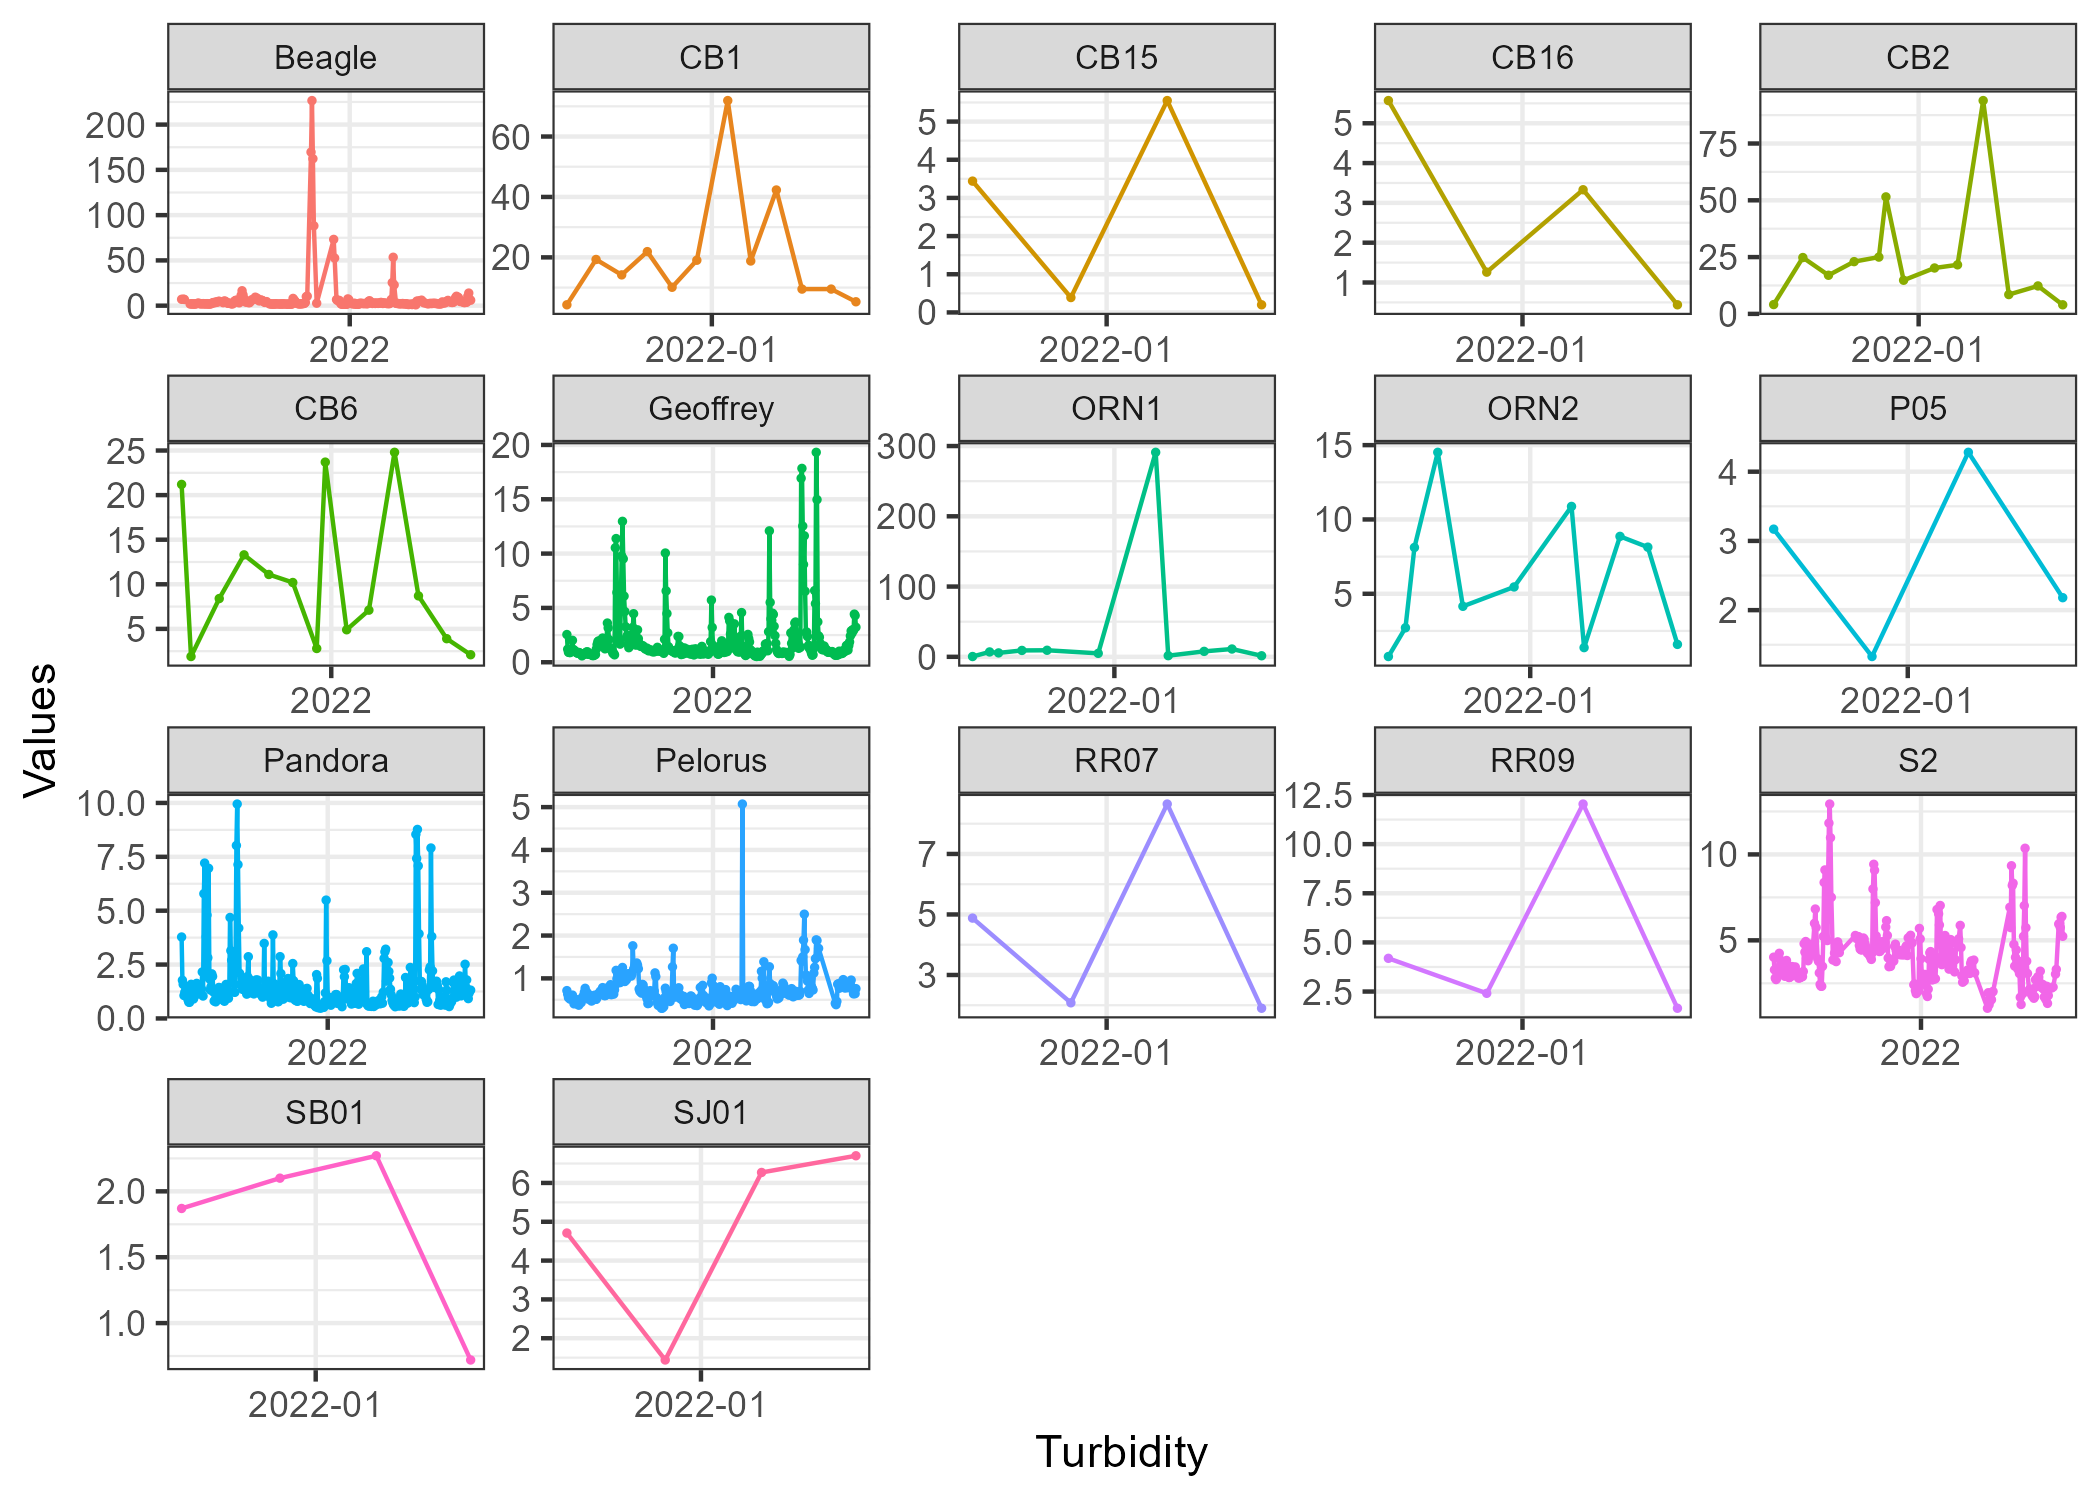 Beagle CB1 CB15 CB16 CB2
200 150 100 50 0
60 40 20
5 4 3 2 1 0
5 4 3 2 1
75 50 25 0
2022 2022-01 2022-01 2022-01 2022-01
CB6 Geoffrey ORN1 ORN2 P05
25 20 15 10 5
20 15 10 5 0
300 200 100 0
15 10 5
4 3 2
2022 2022 2022-01 2022-01 2022-01
Values
Pandora Pelorus RR07 RR09 S2
10.0 7.5 5.0 2.5 0.0
5 4 3 2 1
7 5 3
12.5 10.0 7.5 5.0 2.5
10 5
2022 2022 2022-01 2022-01 2022
SB01 SJ01
2.0 1.5 1.0
6 5 4 3 2
2022-01 2022-01
Turbidity